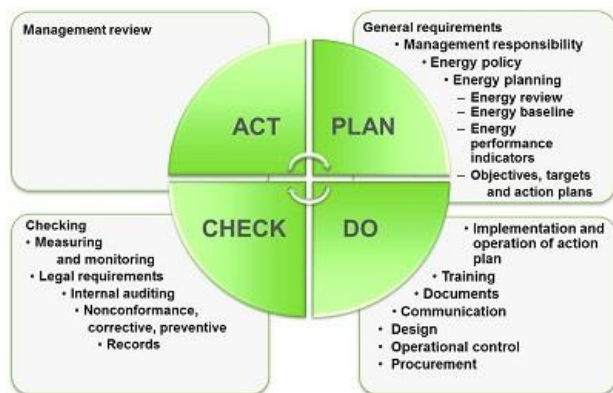 Management review
General requirements
• Management responsibility
• Energy policy
• Energy planning
– Energy review
– Energy baseline
– Energy
performance
indicators
– Objectives, targets
and action plans
ACT
PLAN
CHECK
DO
Checking
• Measuring
and monitoring
• Legal requirements
• Internal auditing
• Nonconformance,
corrective, preventive
• Records
• Implementation and
operation of action
plan
• Training
• Documents
• Communication
• Design
• Operational control
• Procurement